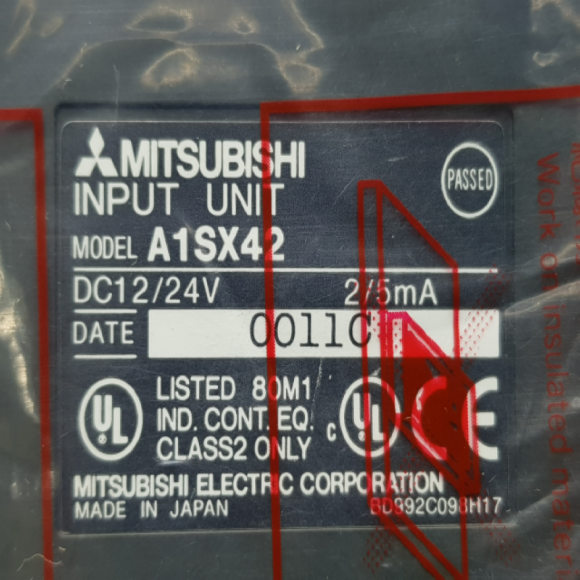 MITSUBISHI
INPUT UNIT
PASSED
MODEL A1SX42
DC12/24V 2/5mA
DATE 0011C
UL LISTED 80M1
IND. CONT. EQ.
CLASS2 ONLY
c UL CE
MITSUBISHI ELECTRIC CORPORATION
MADE IN JAPAN BD992C098H17
Work on insulated